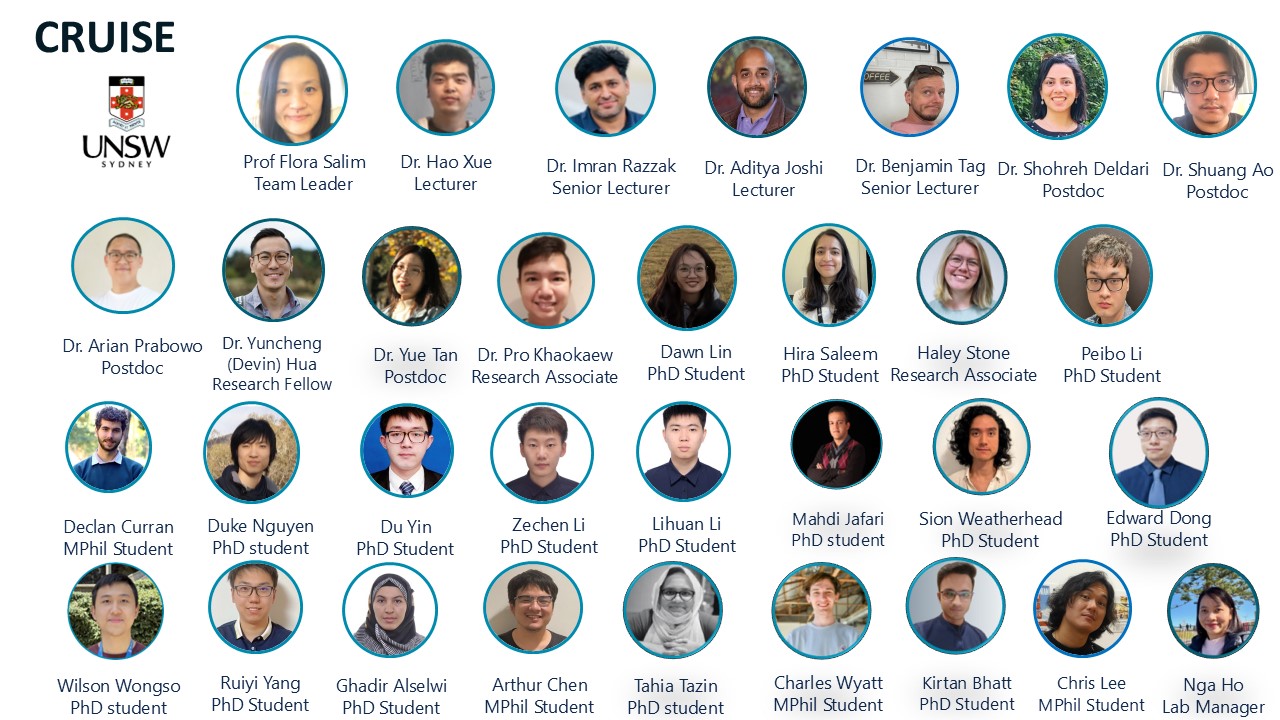 CRUISE
UNSW
SYDNEY
OFFEE
Prof Flora Salim
Team Leader
Dr. Hao Xue
Lecturer
Dr. Imran Razzak
Senior Lecturer
Dr. Aditya Joshi
Lecturer
Dr. Benjamin Tag
Senior Lecturer
Dr. Shohreh Deldari
Postdoc
Dr. Shuang Ao
Postdoc
Dr. Arian Prabowo
Postdoc
Dr. Yuncheng
(Devin) Hua
Research Fellow
Dr. Yue Tan
Postdoc
Dr. Pro Khaokaew
Research Associate
Dawn Lin
PhD Student
Hira Saleem
PhD Student
Haley Stone
Research Associate
Peibo Li
PhD Student
Declan Curran
MPhil Student
Duke Nguyen
PhD student
Du Yin
PhD Student
Zechen Li
PhD Student
Lihuan Li
PhD Student
Mahdi Jafari
PhD student
Sion Weatherhead
PhD Student
Edward Dong
PhD Student
Wilson Wongso
PhD student
Ruiyi Yang
PhD Student
Ghadir Alselwi
PhD Student
Arthur Chen
MPhil Student
Tahia Tazin
PhD student
Charles Wyatt
MPhil Student
Kirtan Bhatt
PhD Student
Chris Lee
MPhil Student
Nga Ho
Lab Manager